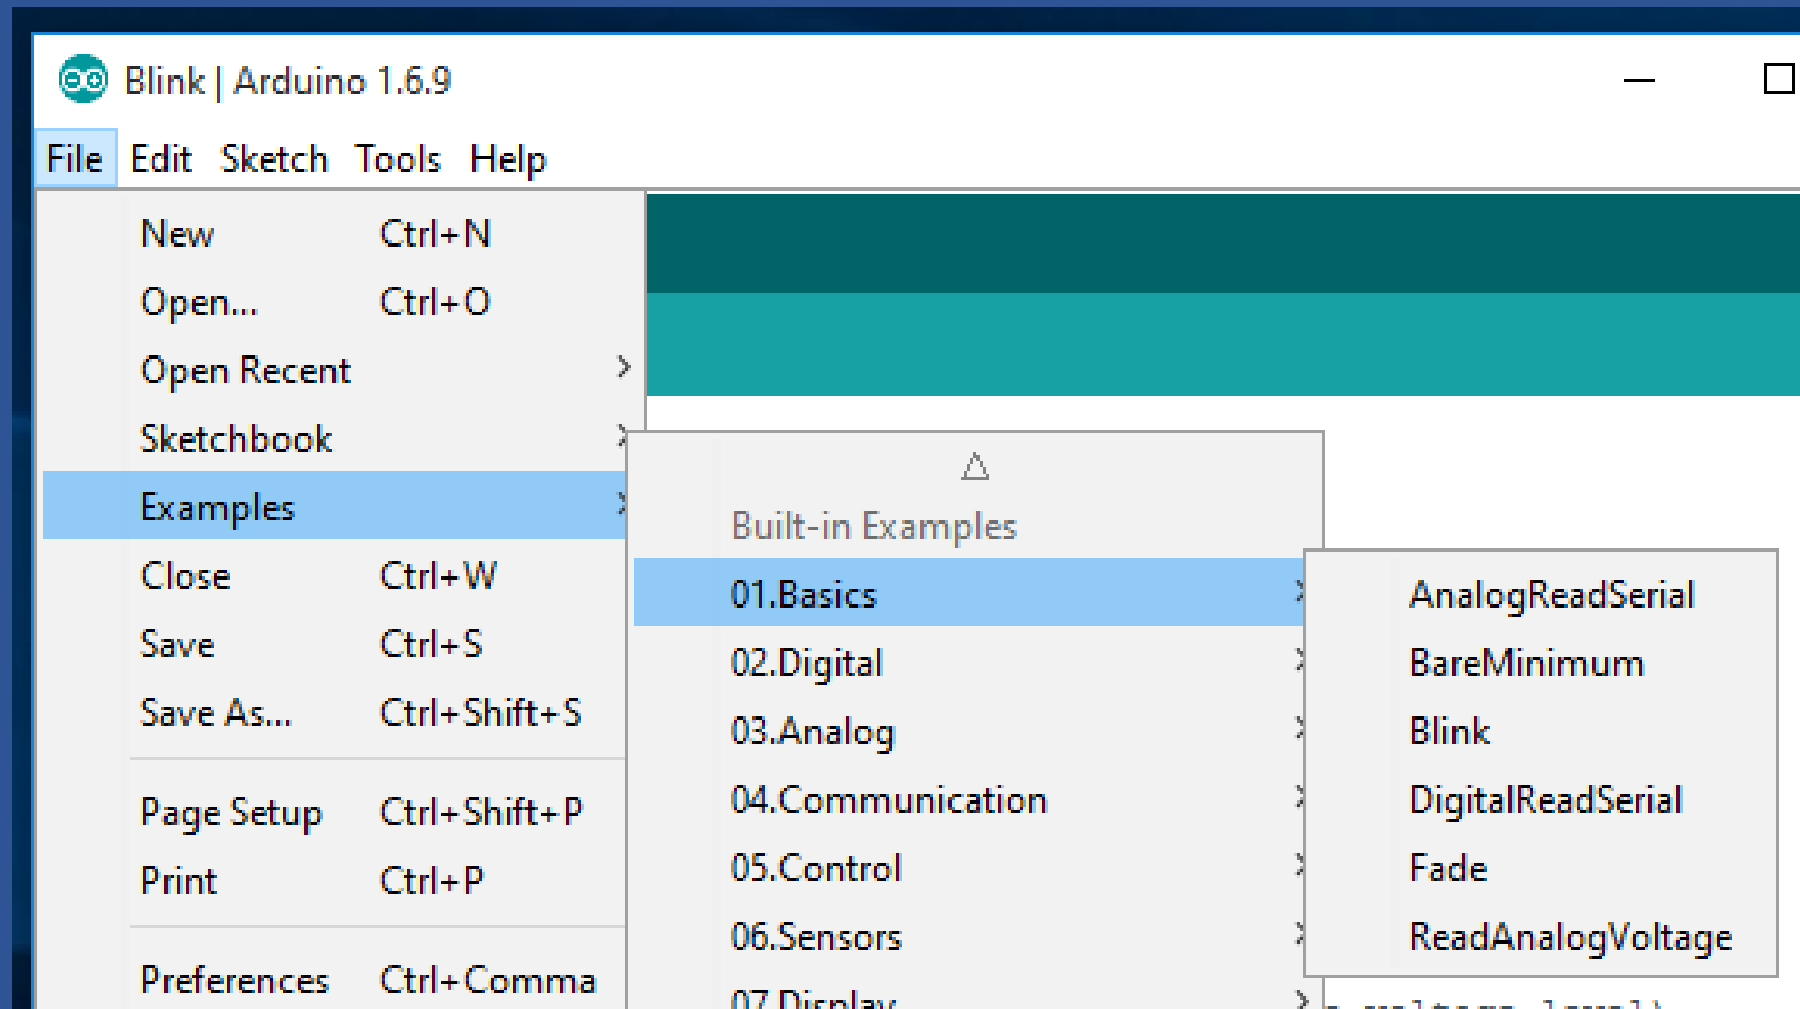 Blink | Arduino 1.6.9
File Edit Sketch Tools Help
New Ctrl+N
Open... Ctrl+O
Open Recent
Sketchbook
Examples
Close Ctrl+W
Save Ctrl+S
Save As... Ctrl+Shift+S
Page Setup Ctrl+Shift+P
Print Ctrl+P
Preferences Ctrl+Comma
Built-in Examples
01.Basics
02.Digital
03.Analog
04.Communication
05.Control
06.Sensors
07.Display
AnalogReadSerial
BareMinimum
Blink
DigitalReadSerial
Fade
ReadAnalogVoltage